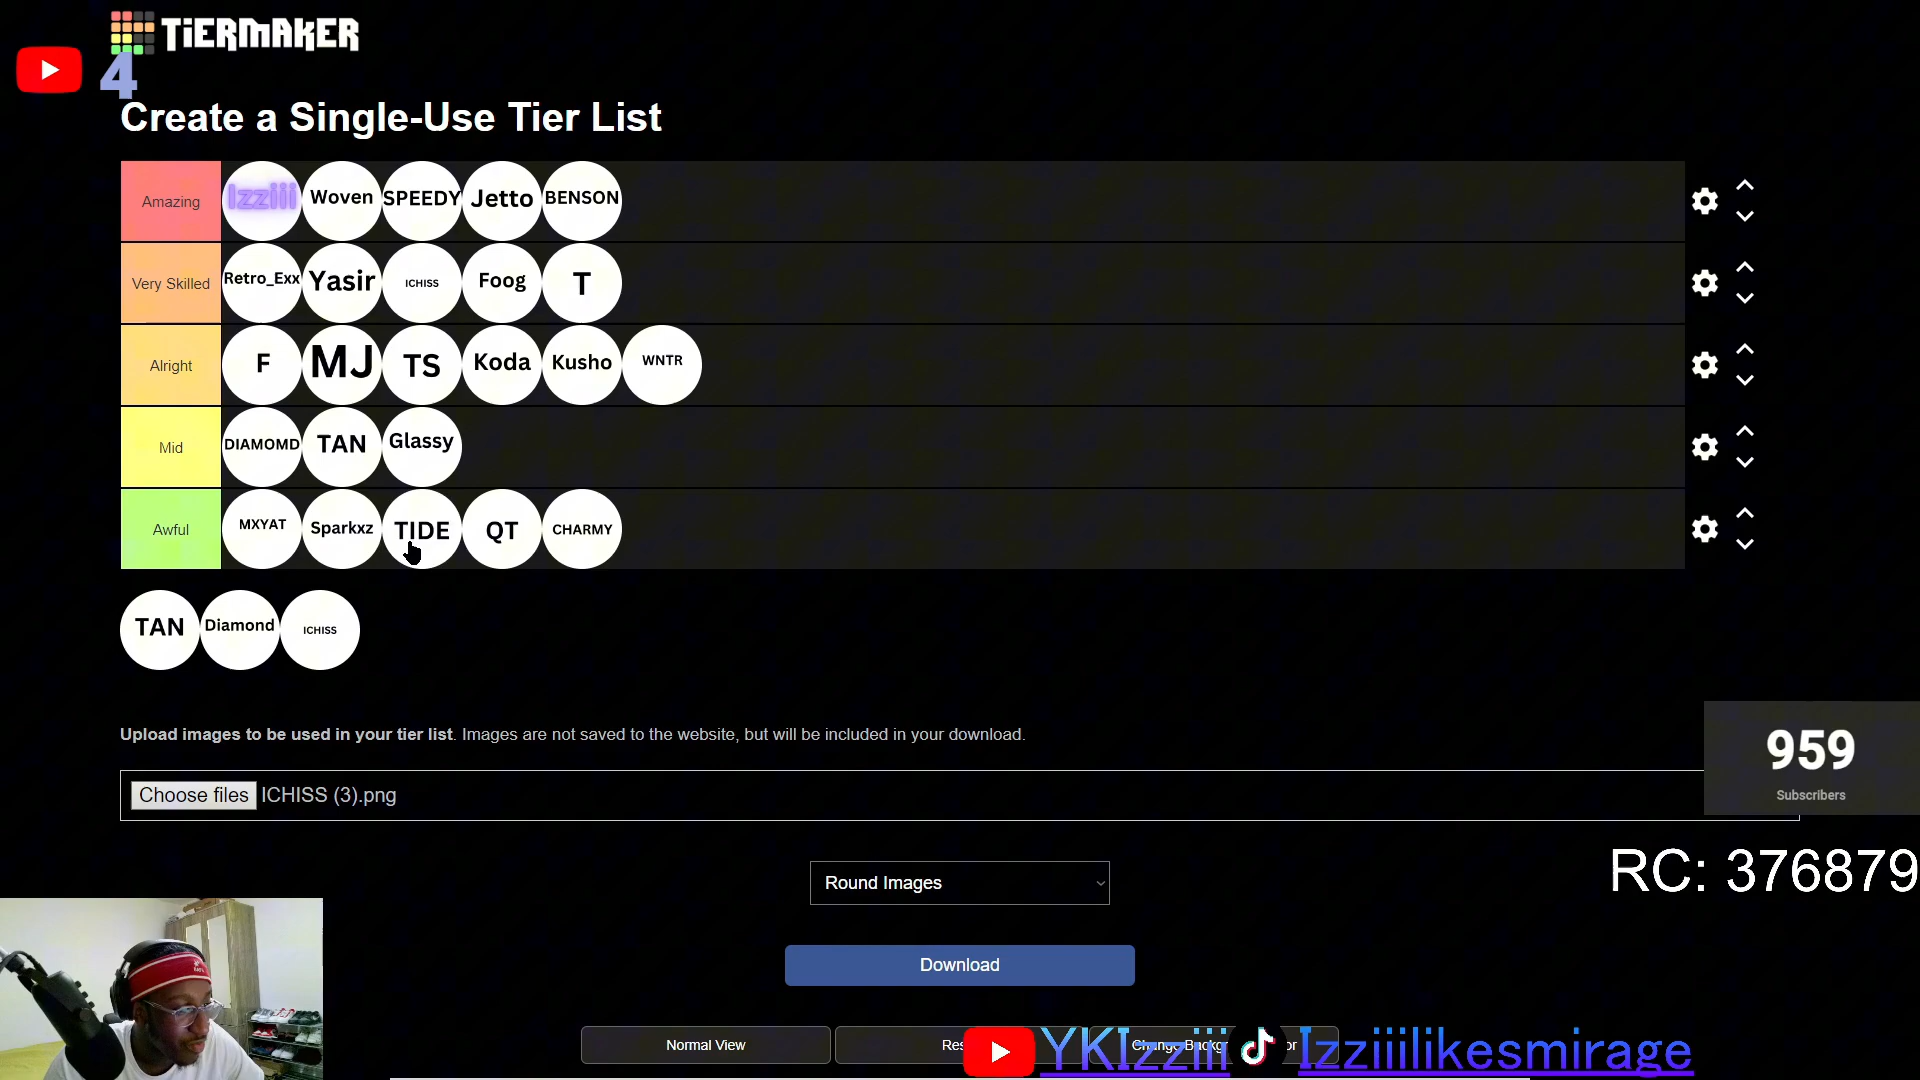 TiERMAKER
4
Create a Single-Use Tier List
Amazing
Izziii Woven SPEEDY Jetto BENSON
Very Skilled
Retro_Exx Yasir ICHISS Foog T
Alright
F MJ TS Koda Kusho WNTR
Mid
DIAMOMD TAN Glassy
Awful
MXYAT Sparkxz TIDE QT CHARMY
TAN Diamond ICHISS
Upload images to be used in your tier list. Images are not saved to the website, but will be included in your download.
959
Subscribers
Choose files ICHISS (3).png
RC: 376879
Round Images
Download
Normal View
YKIzziii
Izziiilikesmirage